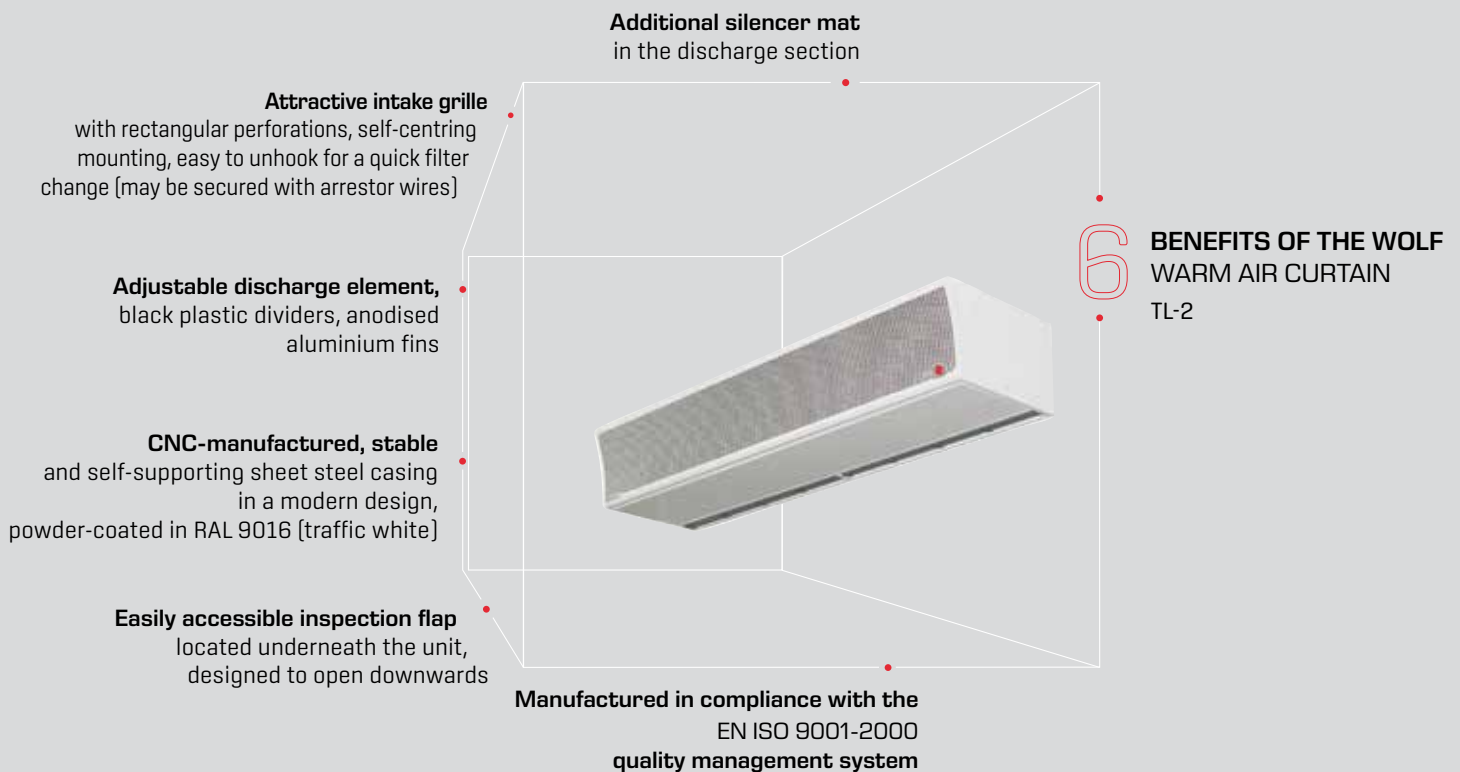 Additional silencer mat
in the discharge section
Attractive intake grille
with rectangular perforations, self-centring
mounting, easy to unhook for a quick filter
change (may be secured with arrestor wires)
6
BENEFITS OF THE WOLF
WARM AIR CURTAIN
TL-2
Adjustable discharge element,
black plastic dividers, anodised
aluminium fins
CNC-manufactured, stable
and self-supporting sheet steel casing
in a modern design,
powder-coated in RAL 9016 (traffic white)
Easily accessible inspection flap
located underneath the unit,
designed to open downwards
Manufactured in compliance with the
EN ISO 9001-2000
quality management system